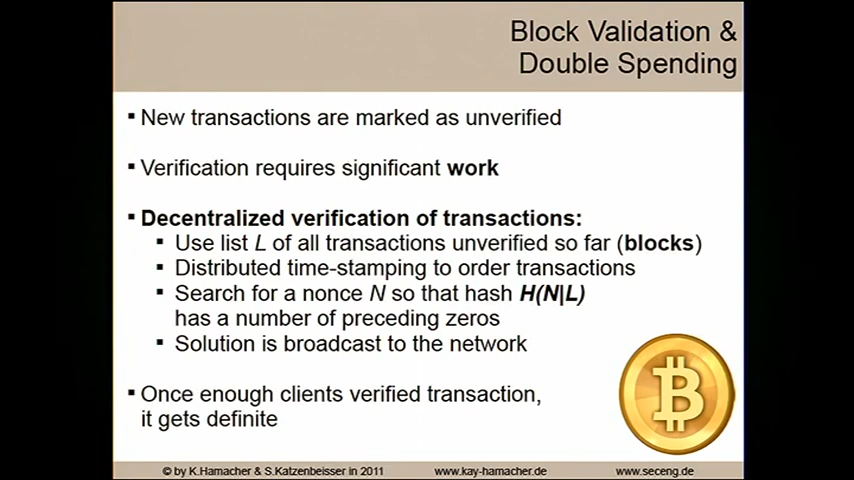 Block Validation &
Double Spending
▪ New transactions are marked as unverified
▪ Verification requires significant work
▪ Decentralized verification of transactions:
▪ Use list L of all transactions unverified so far (blocks)
▪ Distributed time-stamping to order transactions
▪ Search for a nonce N so that hash H(N|L)
has a number of preceding zeros
▪ Solution is broadcast to the network
▪ Once enough clients verified transaction,
it gets definite
© by K.Hamacher & S.Katzenbeisser in 2011 www.kay-hamacher.de www.seceng.de